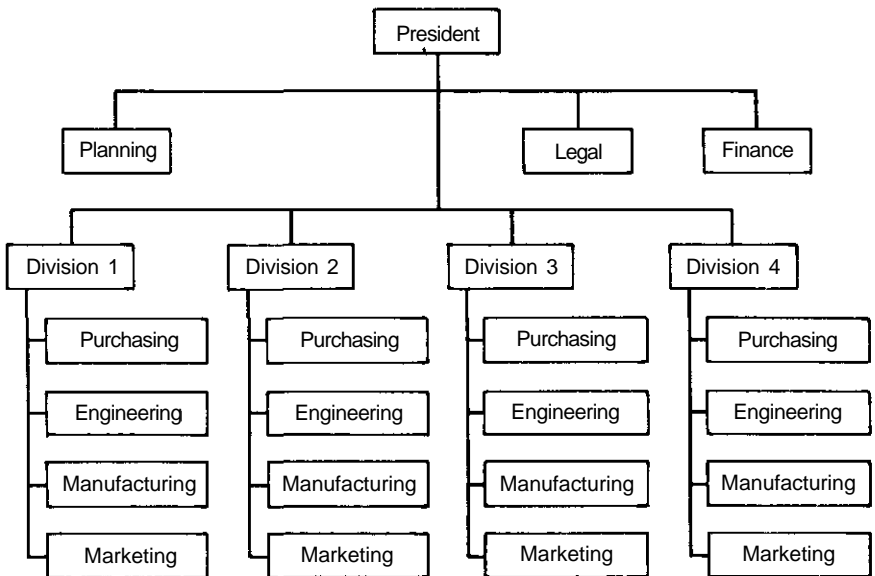 President
Planning
Legal
Finance
Division 1
Division 2
Division 3
Division 4
Purchasing
Purchasing
Purchasing
Purchasing
Engineering
Engineering
Engineering
Engineering
Manufacturing
Manufacturing
Manufacturing
Manufacturing
Marketing
Marketing
Marketing
Marketing